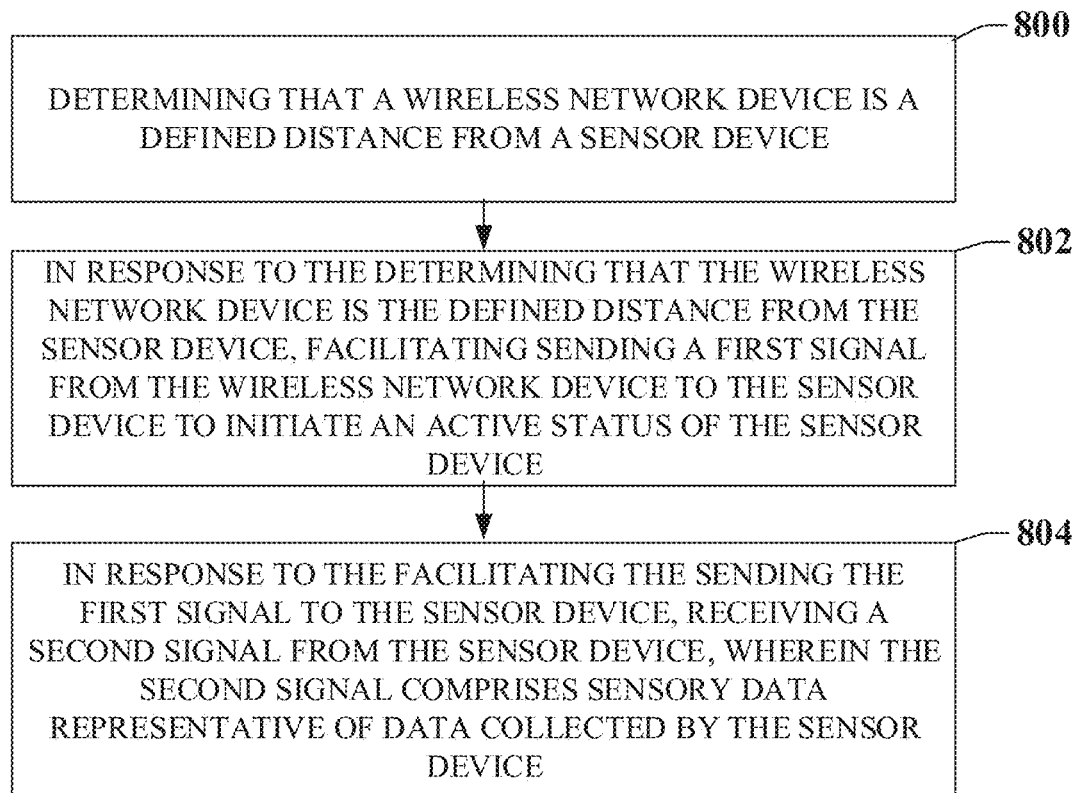 800
DETERMINING THAT A WIRELESS NETWORK DEVICE IS A
DEFINED DISTANCE FROM A SENSOR DEVICE
802
IN RESPONSE TO THE DETERMINING THAT THE WIRELESS
NETWORK DEVICE IS THE DEFINED DISTANCE FROM THE
SENSOR DEVICE, FACILITATING SENDING A FIRST SIGNAL
FROM THE WIRELESS NETWORK DEVICE TO THE SENSOR
DEVICE TO INITIATE AN ACTIVE STATUS OF THE SENSOR
DEVICE
804
IN RESPONSE TO THE FACILITATING THE SENDING THE
FIRST SIGNAL TO THE SENSOR DEVICE, RECEIVING A
SECOND SIGNAL FROM THE SENSOR DEVICE, WHEREIN THE
SECOND SIGNAL COMPRISES SENSORY DATA
REPRESENTATIVE OF DATA COLLECTED BY THE SENSOR
DEVICE